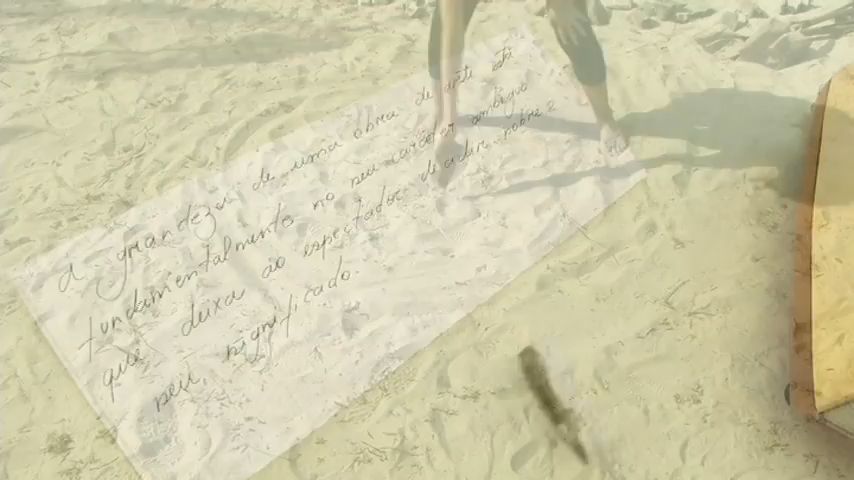 A grandeza de uma obra de arte está
fundamentalmente no seu caráter ambíguo
que deixa ao espectador decidir sobre o
seu significado.